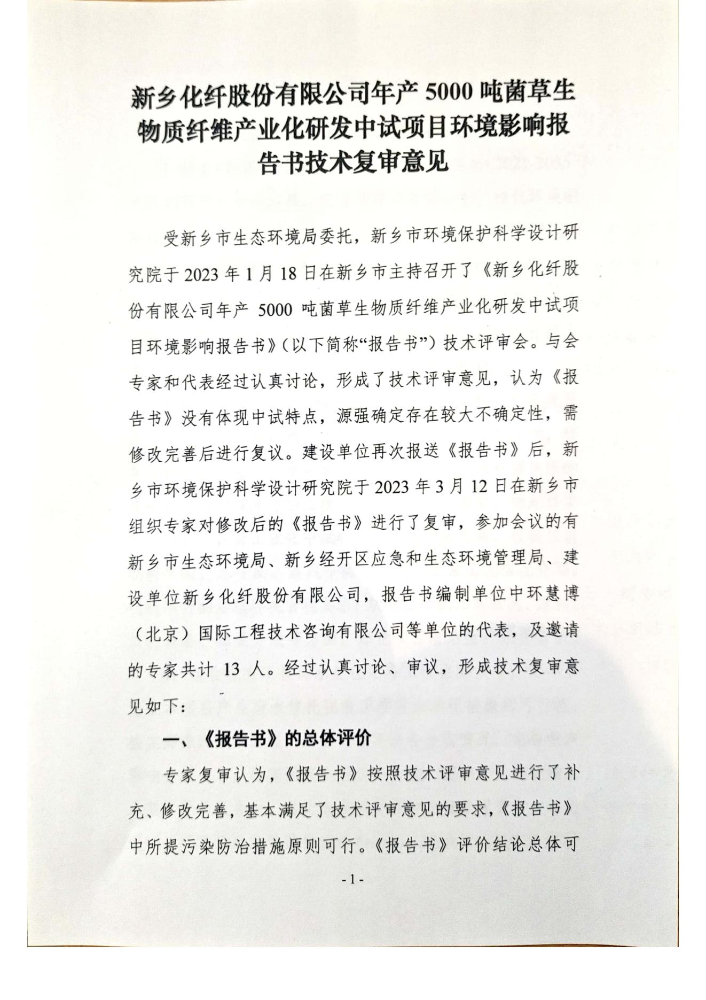 新乡化纤股份有限公司年产 5000 吨菌草生
物质纤维产业化研发中试项目环境影响报
告书技术复审意见
受新乡市生态环境局委托，新乡市环境保护科学设计研
究院于 2023 年 1 月 18 日在新乡市主持召开了《新乡化纤股
份有限公司年产 5000 吨菌草生物质纤维产业化研发中试项
目环境影响报告书》（以下简称“报告书”）技术评审会。与会
专家和代表经过认真讨论，形成了技术评审意见，认为《报
告书》没有体现中试特点，源强确定存在较大不确定性，需
修改完善后进行复议。建设单位再次报送《报告书》后，新
乡市环境保护科学设计研究院于 2023 年 3 月 12 日在新乡市
组织专家对修改后的《报告书》进行了复审，参加会议的有
新乡市生态环境局、新乡经开区应急和生态环境管理局、建
设单位新乡化纤股份有限公司，报告书编制单位中环慧博
（北京）国际工程技术咨询有限公司等单位的代表，及邀请
的专家共计 13 人。经过认真讨论、审议，形成技术复审意
见如下：
一、《报告书》的总体评价
专家复审认为，《报告书》按照技术评审意见进行了补
充、修改完善，基本满足了技术评审意见的要求，《报告书》
中所提污染防治措施原则可行。《报告书》评价结论总体可
- 1 -